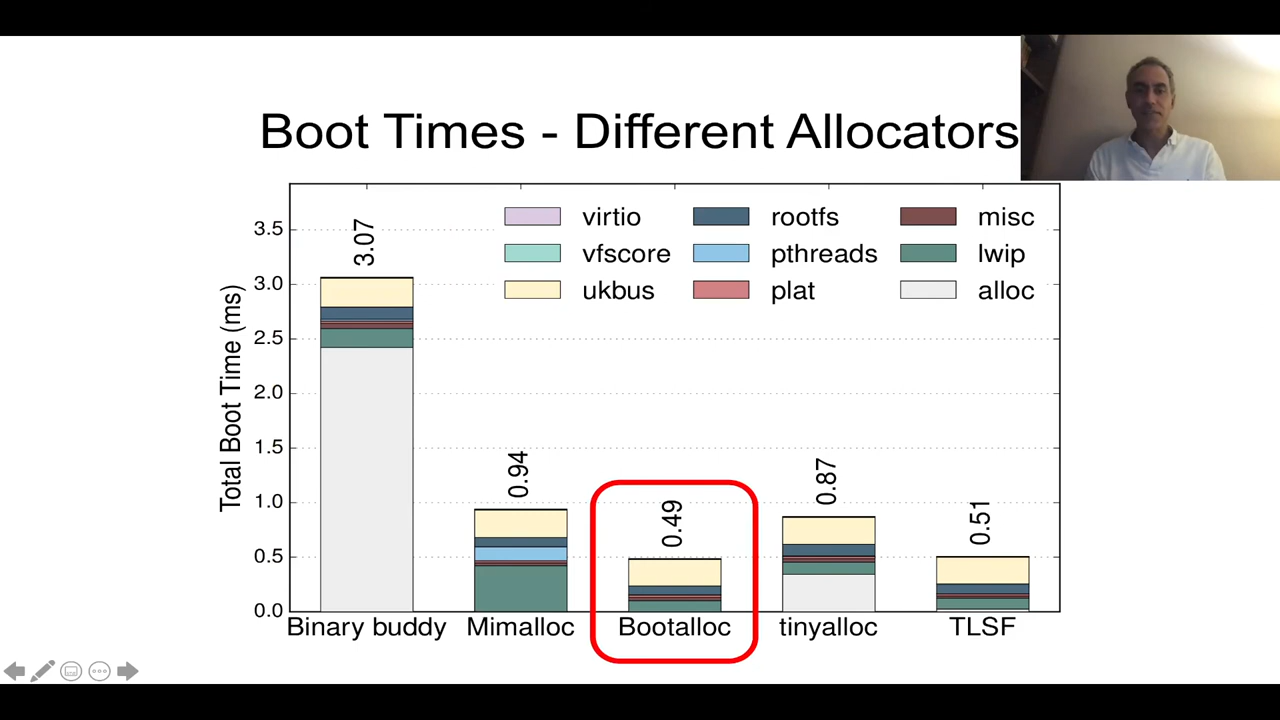 Boot Times - Different Allocators
Total Boot Time (ms)
3.5
3.0
2.5
2.0
1.5
1.0
0.5
0.0
virtio
rootfs
misc
vfscore
pthreads
lwip
ukbus
plat
alloc
3.07
0.94
0.49
0.87
0.51
Binary buddy
Mimalloc
Bootalloc
tinyalloc
TLSF